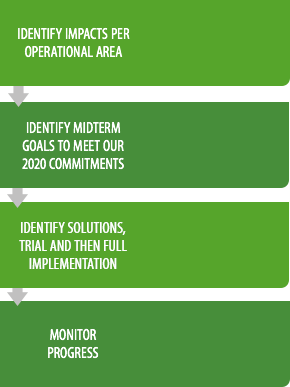 IDENTIFY IMPACTS PER
OPERATIONAL AREA
IDENTIFY MIDTERM
GOALS TO MEET OUR
2020 COMMITMENTS
IDENTIFY SOLUTIONS,
TRIAL AND THEN FULL
IMPLEMENTATION
MONITOR
PROGRESS